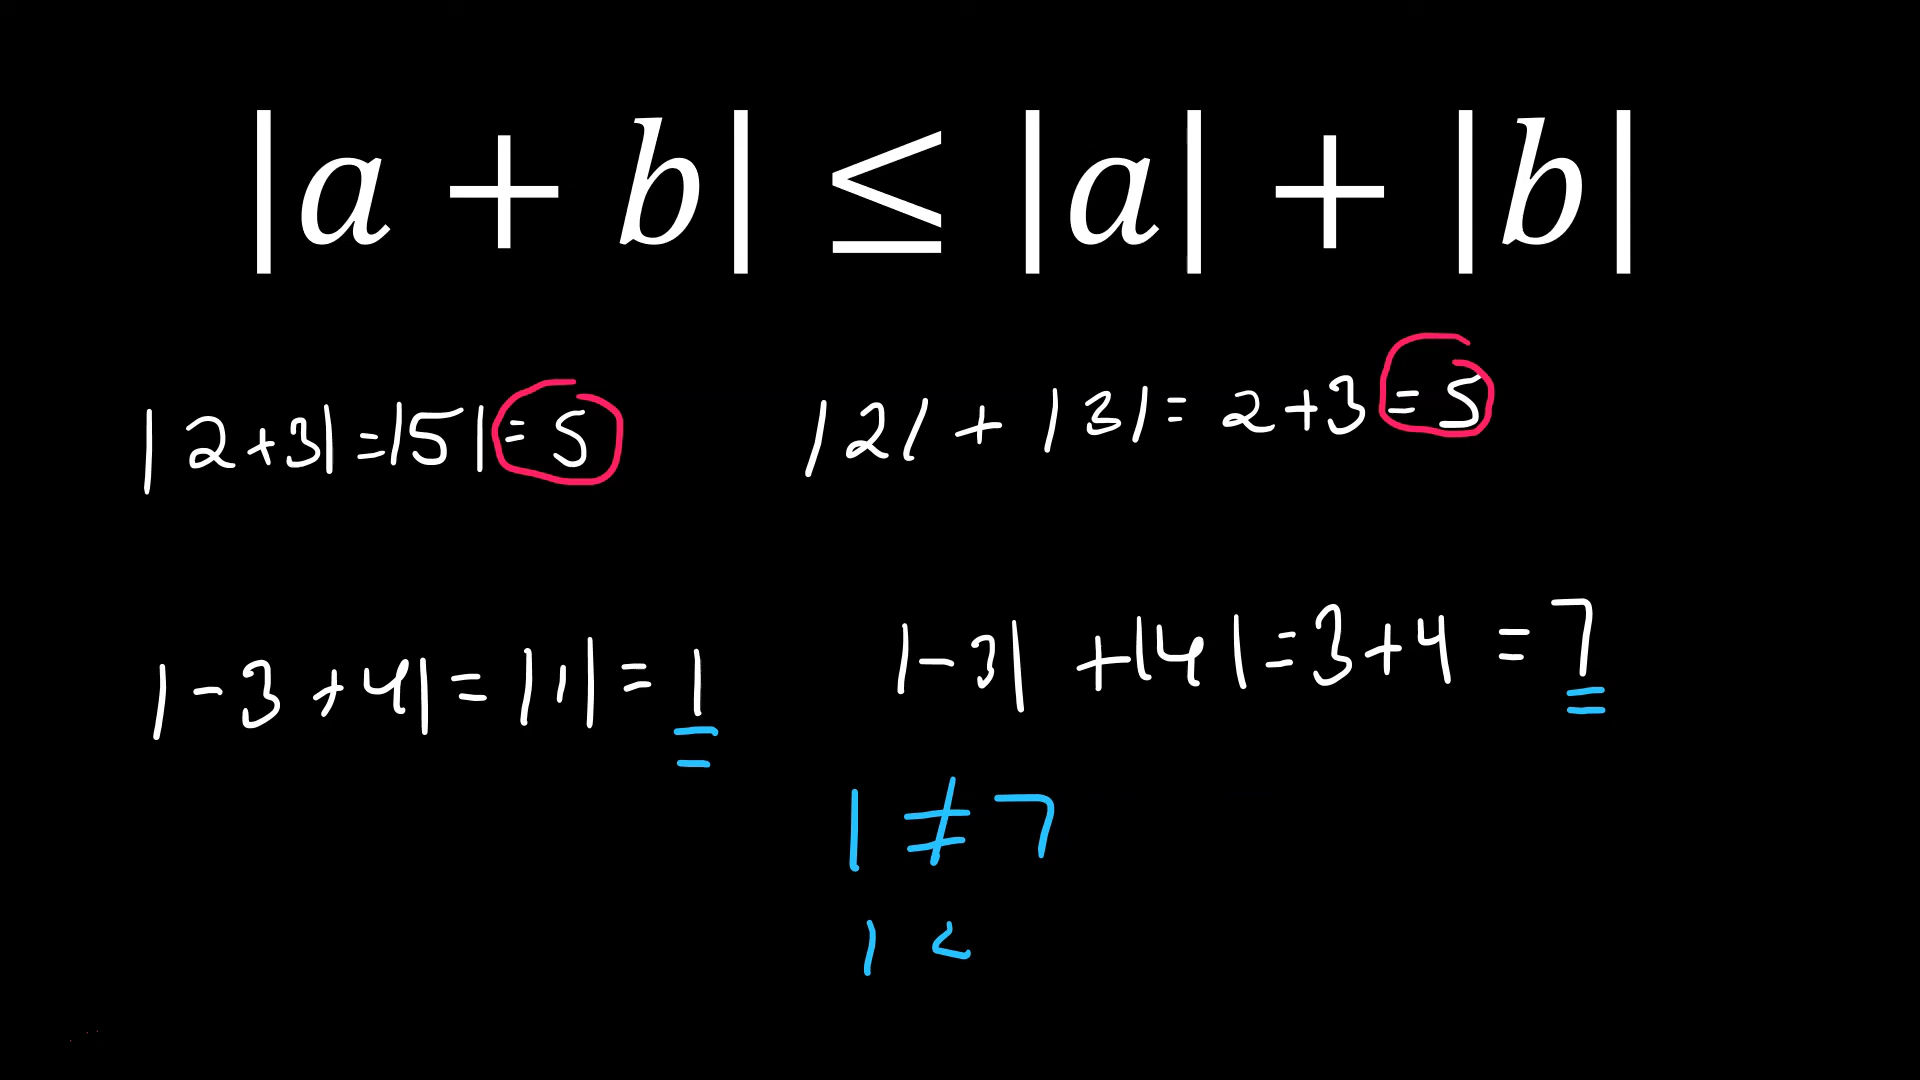 |a + b| ≤ |a| + |b|
|2+3| = |5| = 5 |2| + |3| = 2+3 = 5
|-3+4| = |1| = 1 |-3| + |4| = 3+4 = 7
1 ≠ 7
1 <